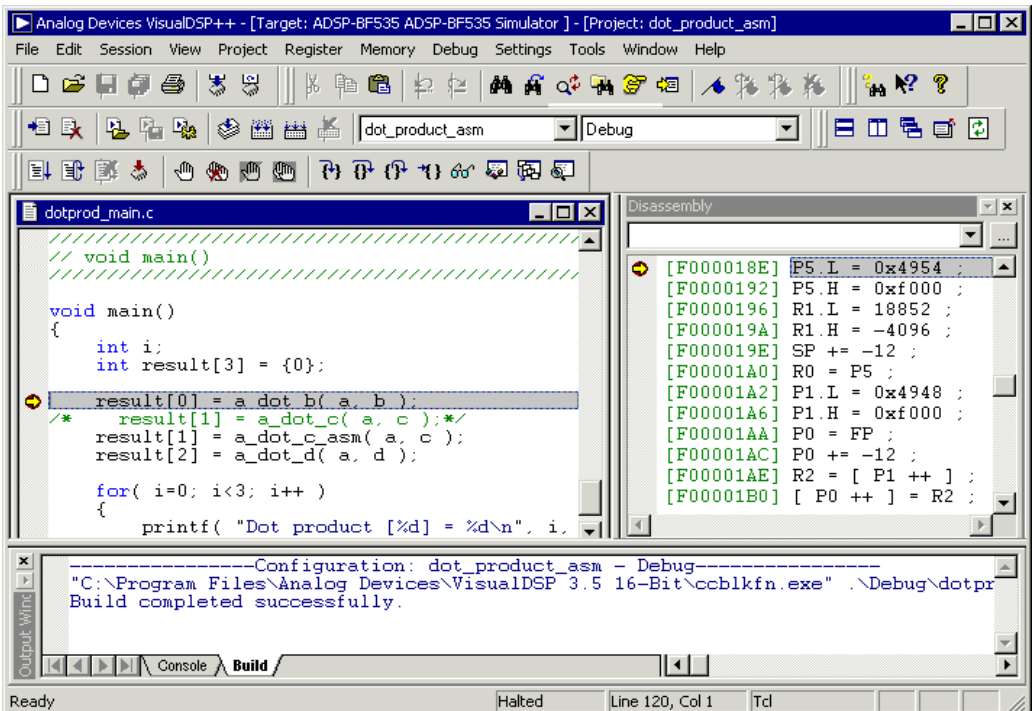 Analog Devices VisualDSP++ - [Target: ADSP-BF535 ADSP-BF535 Simulator ] - [Project: dot_product_asm]
File Edit Session View Project Register Memory Debug Settings Tools Window Help
dot_product_asm Debug
dotprod_main.c
///////////////////////////////////////////////
// void main()
///////////////////////////////////////////////
void main()
{
int i;
int result[3] = {0};
result[0] = a_dot_b( a, b );
/* result[1] = a_dot_c( a, c );*/
result[1] = a_dot_c_asm( a, c );
result[2] = a_dot_d( a, d );
for( i=0; i<3; i++ )
{
printf( "Dot product [%d] = %d\n", i,
Disassembly
...
[F000018E] P5.L = 0x4954 ;
[F0000192] P5.H = 0xf000 ;
[F0000196] R1.L = 18852 ;
[F000019A] R1.H = -4096 ;
[F000019E] SP += -12 ;
[F00001A0] R0 = P5 ;
[F00001A2] P1.L = 0x4948 ;
[F00001A6] P1.H = 0xf000 ;
[F00001AA] P0 = FP ;
[F00001AC] P0 += -12 ;
[F00001AE] R2 = [ P1 ++ ] ;
[F00001B0] [ P0 ++ ] = R2 ;
Output Winc
-----------------Configuration: dot_product_asm - Debug-----------------
"C:\Program Files\Analog Devices\VisualDSP 3.5 16-Bit\ccblkfn.exe" .\Debug\dotpr
Build completed successfully.
Console Build
Ready Halted Line 120, Col 1 Tcl